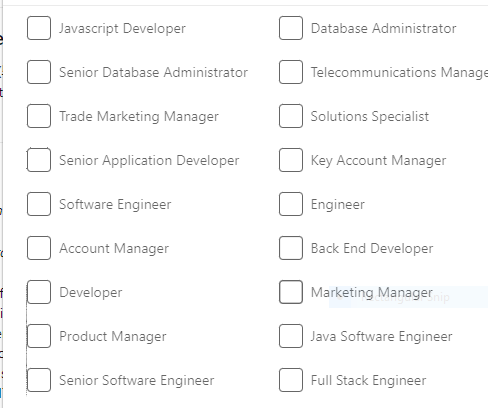 Javascript Developer
Database Administrator
Senior Database Administrator
Telecommunications Manage
Trade Marketing Manager
Solutions Specialist
Senior Application Developer
Key Account Manager
Software Engineer
Engineer
Account Manager
Back End Developer
Developer
Marketing Manager
Product Manager
Java Software Engineer
Senior Software Engineer
Full Stack Engineer